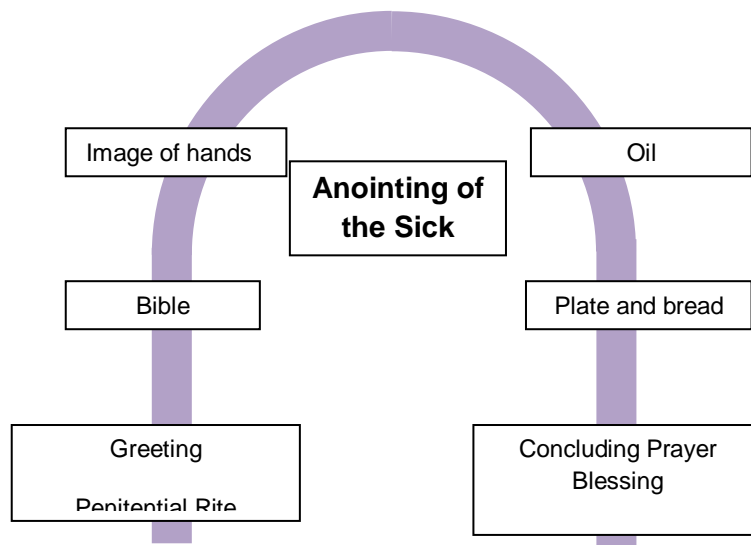 Image of hands
Oil
Anointing of
the Sick
Bible
Plate and bread
Greeting
Penitential Rite
Concluding Prayer
Blessing